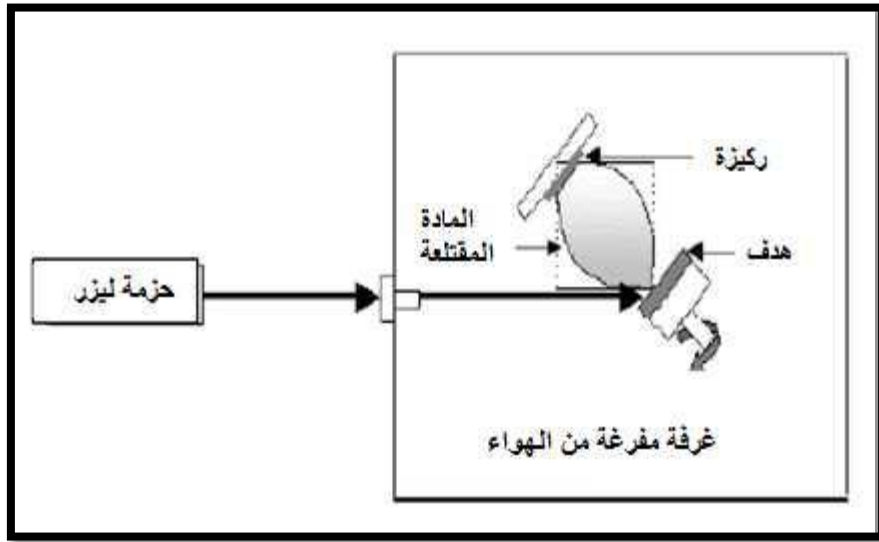 ركيزة
المادة
المقتلعة
هدف
حزمة ليزر
غرفة مفرغة من الهواء